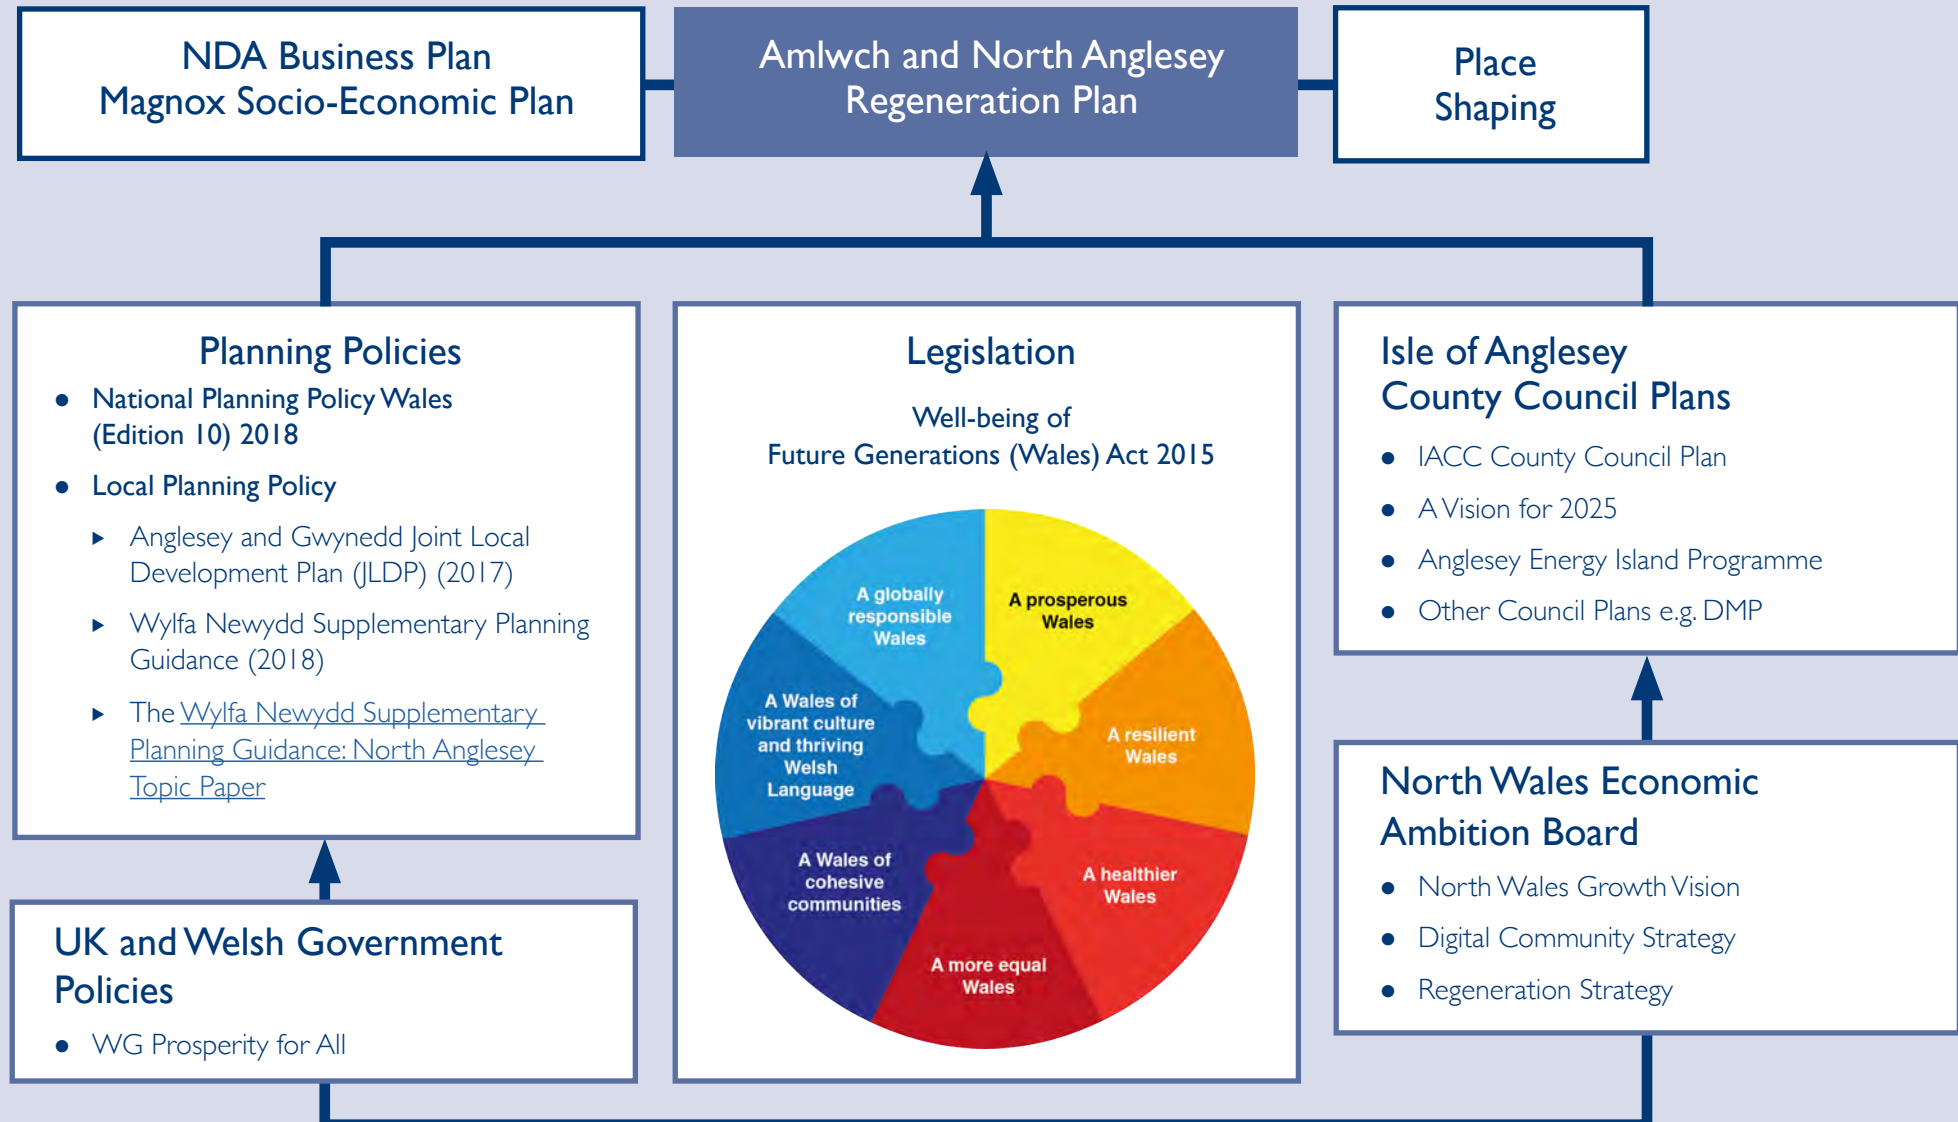 NDA Business Plan
Magnox Socio-Economic Plan
Amlwch and North Anglesey
Regeneration Plan
Place
Shaping
Planning Policies
● National Planning Policy Wales
(Edition 10) 2018
● Local Planning Policy
▶ Anglesey and Gwynedd Joint Local
Development Plan (JLDP) (2017)
▶ Wylfa Newydd Supplementary Planning
Guidance (2018)
▶ The Wylfa Newydd Supplementary
Planning Guidance: North Anglesey
Topic Paper
UK and Welsh Government
Policies
● WG Prosperity for All
Legislation
Well-being of
Future Generations (Wales) Act 2015
A prosperous
Wales
A resilient
Wales
A healthier
Wales
A more equal
Wales
A Wales of
cohesive
communities
A Wales of
vibrant culture
and thriving
Welsh
Language
A globally
responsible
Wales
Isle of Anglesey
County Council Plans
● IACC County Council Plan
● A Vision for 2025
● Anglesey Energy Island Programme
● Other Council Plans e.g. DMP
North Wales Economic
Ambition Board
● North Wales Growth Vision
● Digital Community Strategy
● Regeneration Strategy